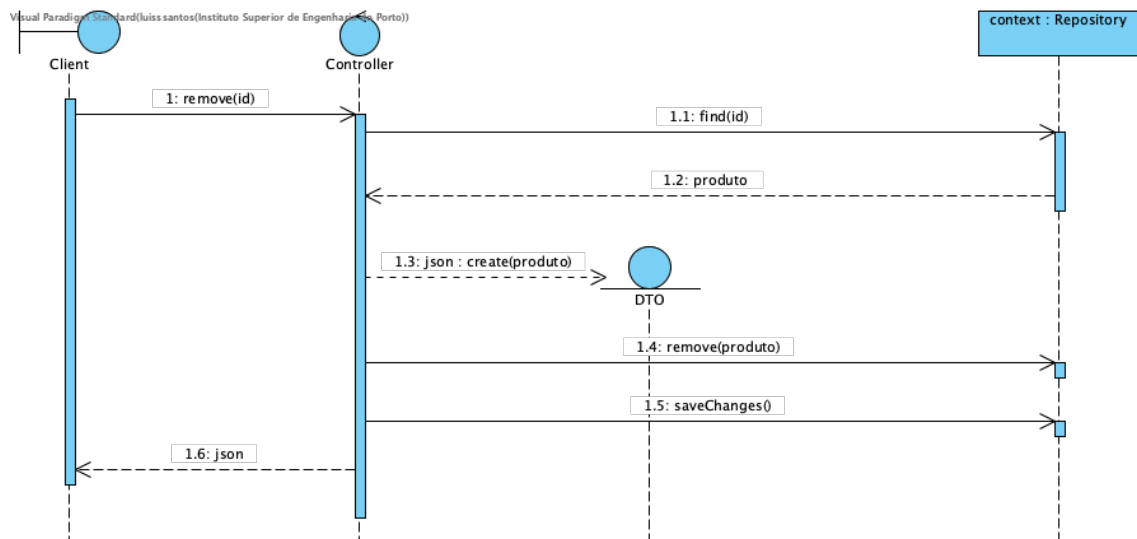 Visual Paradigm Standard(luiss santos(Instituto Superior de Engenharia do Porto))
context : Repository
Client
Controller
1: remove(id)
1.1: find(id)
1.2: produto
1.3: json : create(produto)
DTO
1.4: remove(produto)
1.5: saveChanges()
1.6: json